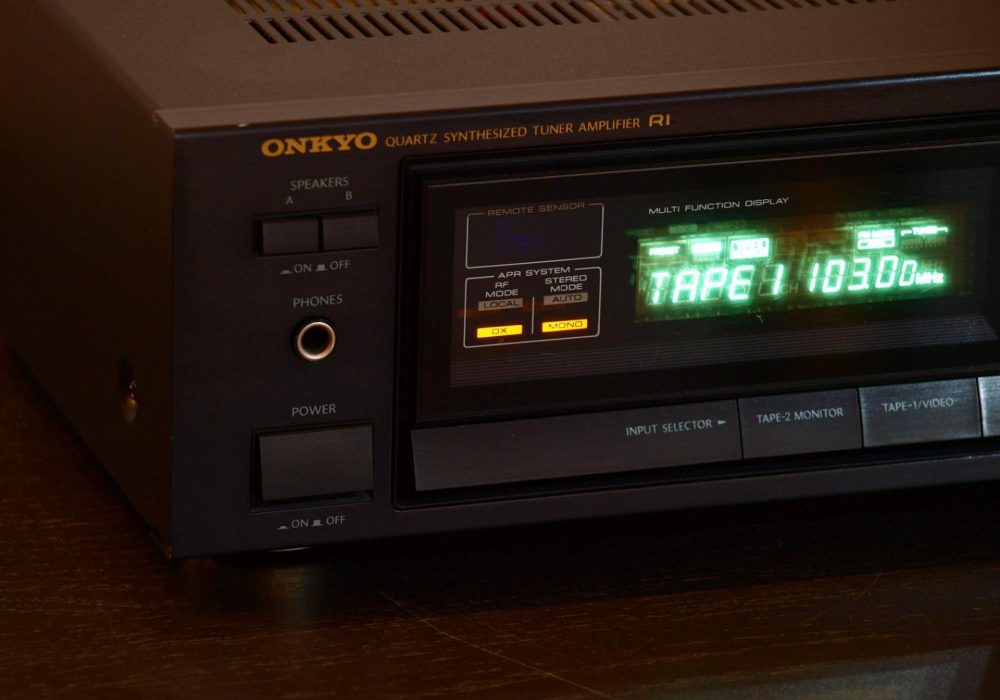 ONKYO QUARTZ SYNTHESIZED TUNER AMPLIFIER RI
SPEAKERS
A B
ON OFF
PHONES
POWER
ON OFF
REMOTE SENSOR
APR SYSTEM
RF MODE
LOCAL
DX
STEREO MODE
AUTO
MONO
MULTI FUNCTION DISPLAY
TUNED
TAPE 1 103.00 MHz
INPUT SELECTOR
TAPE-2 MONITOR
TAPE-1/VIDEO